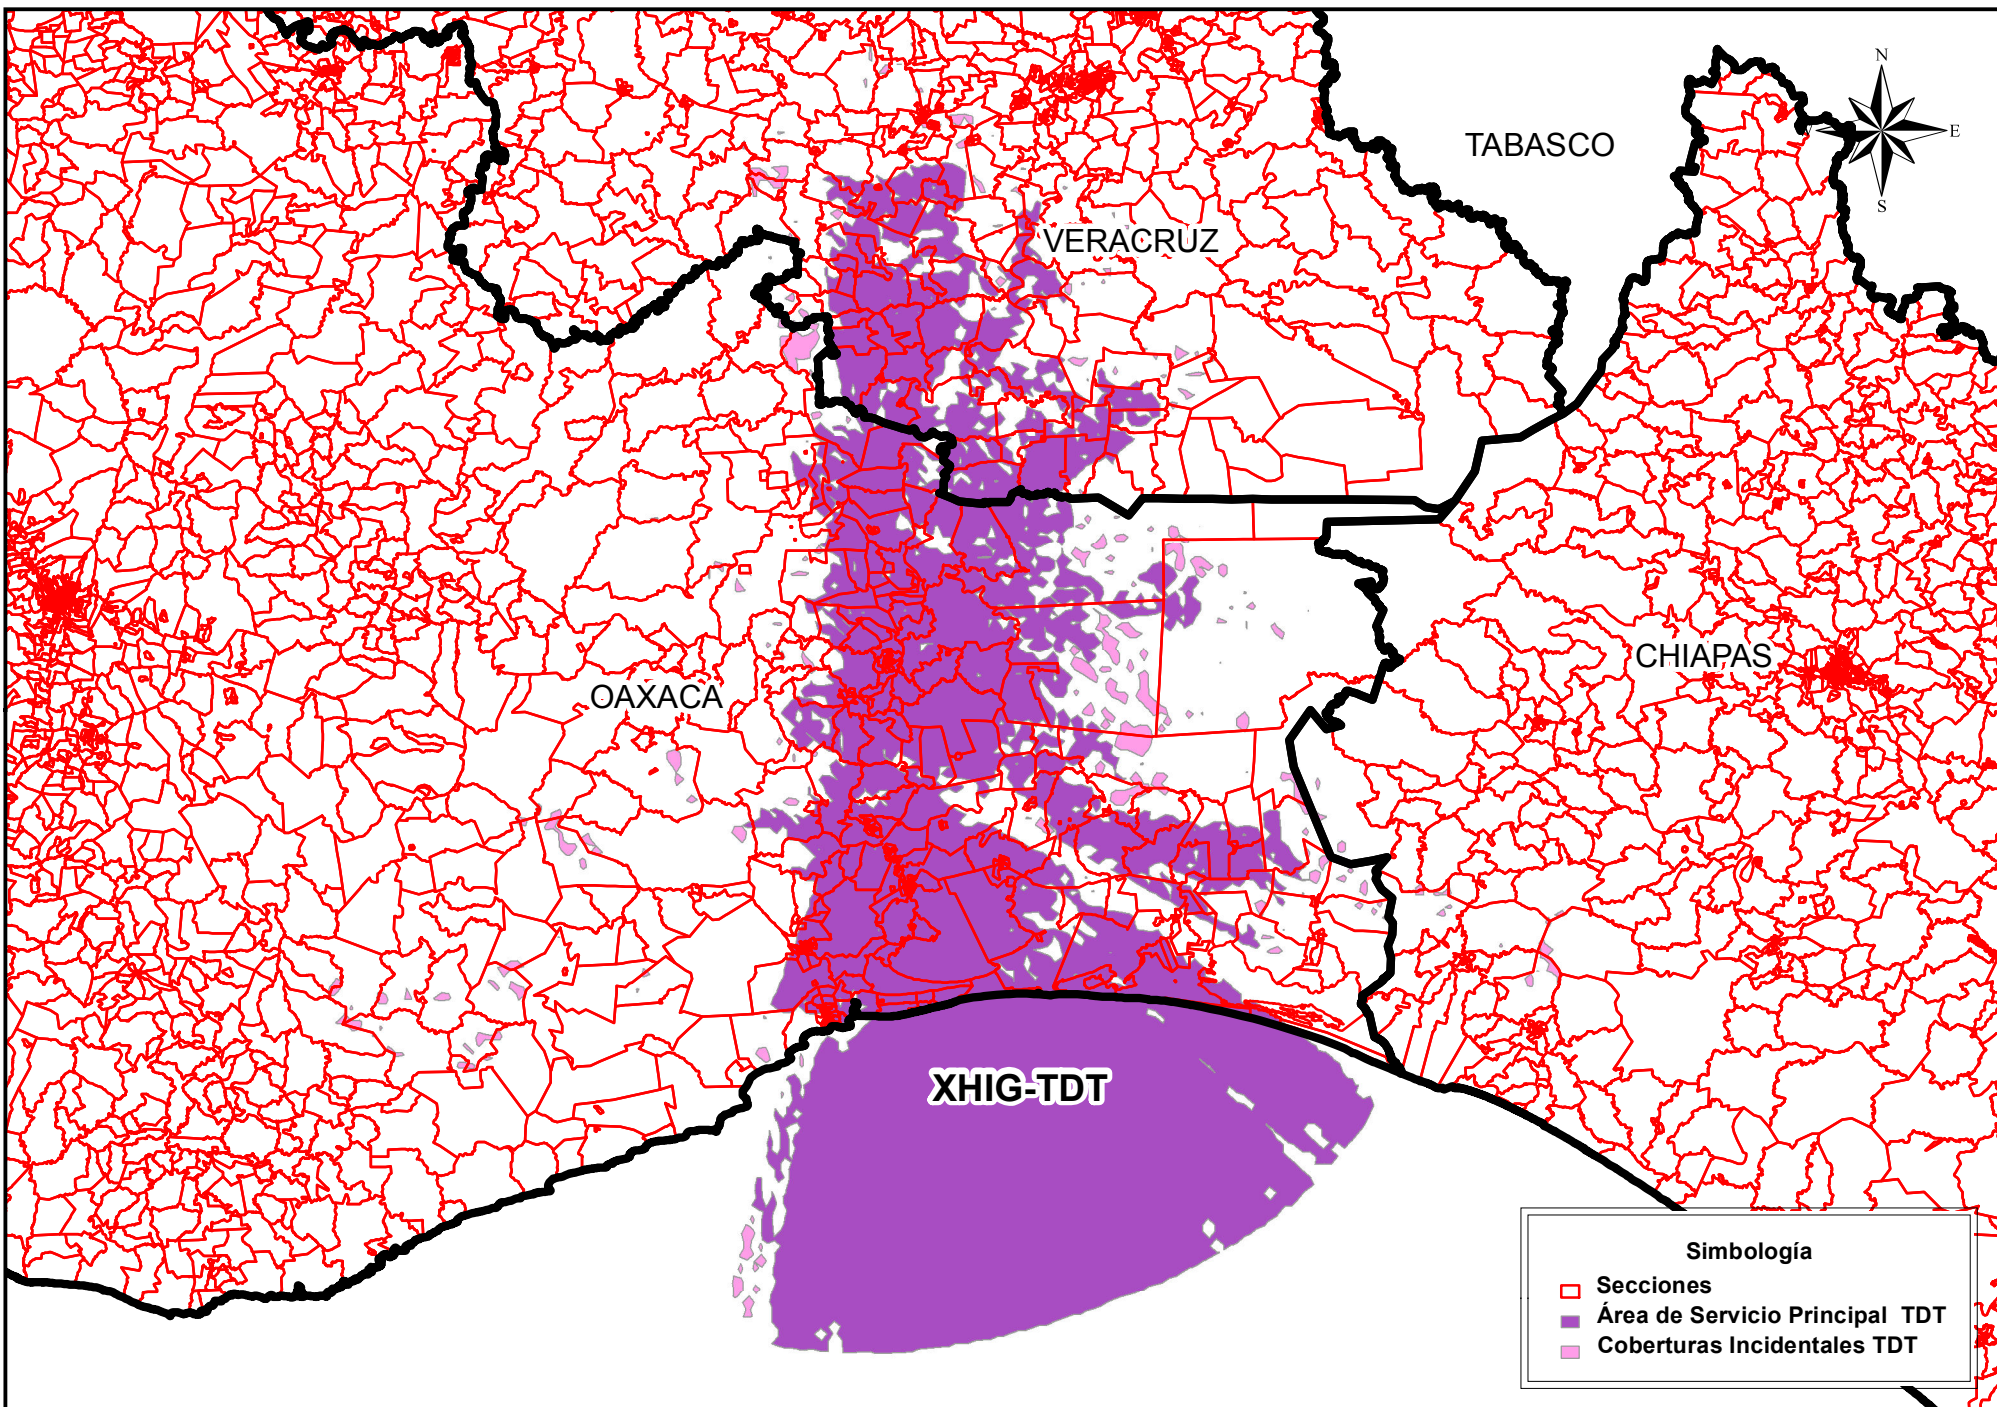 N
E
S
TABASCO
VERACRUZ
CHIAPAS
OAXACA
XHIG-TDT
Simbología
Secciones
Área de Servicio Principal TDT
Coberturas Incidentales TDT